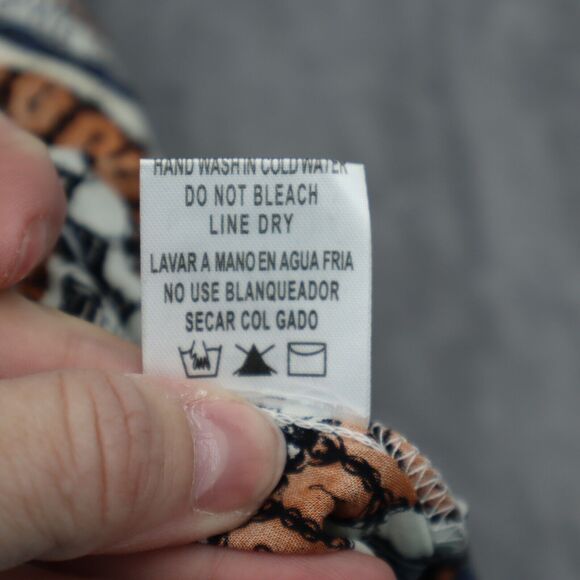 HAND WASH IN COLD WATER
DO NOT BLEACH
LINE DRY
LAVAR A MANO EN AGUA FRIA
NO USE BLANQUEADOR
SECAR COL GADO